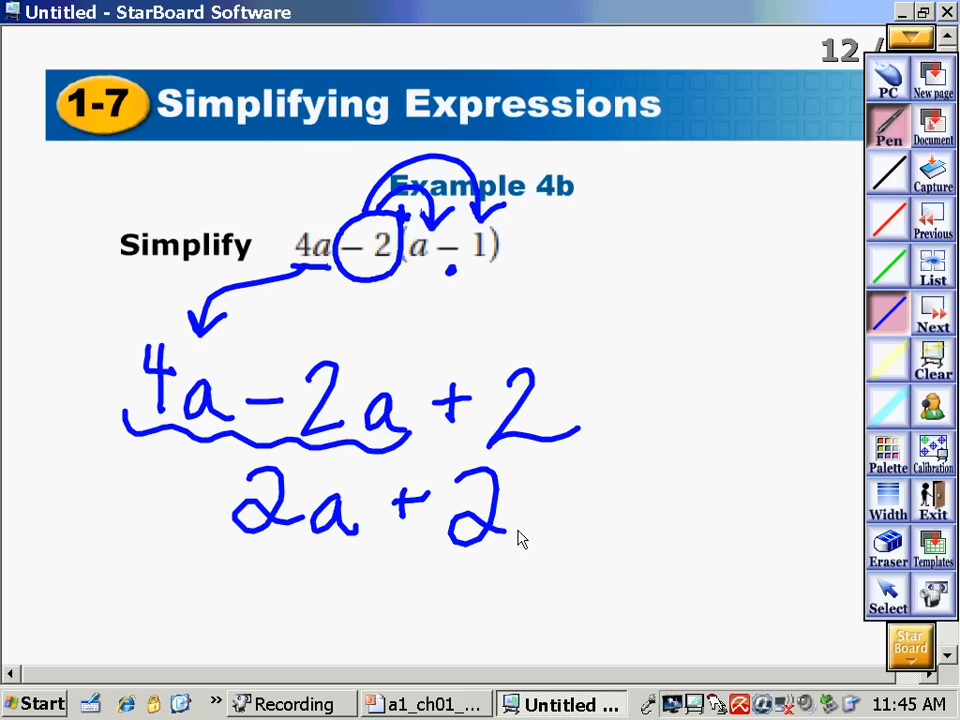 Untitled - StarBoard Software
12 /
1-7 Simplifying Expressions
Example 4b
Simplify 4a − 2(a − 1)
4a − 2a + 2
2a + 2
PC New page
Pen Document
Capture
Previous
List
Next
Clear
Palette Calibration
Width Exit
Eraser Templates
Select
Star
Board
Start » Recording a1_ch01_... Untitled ... 11:45 AM